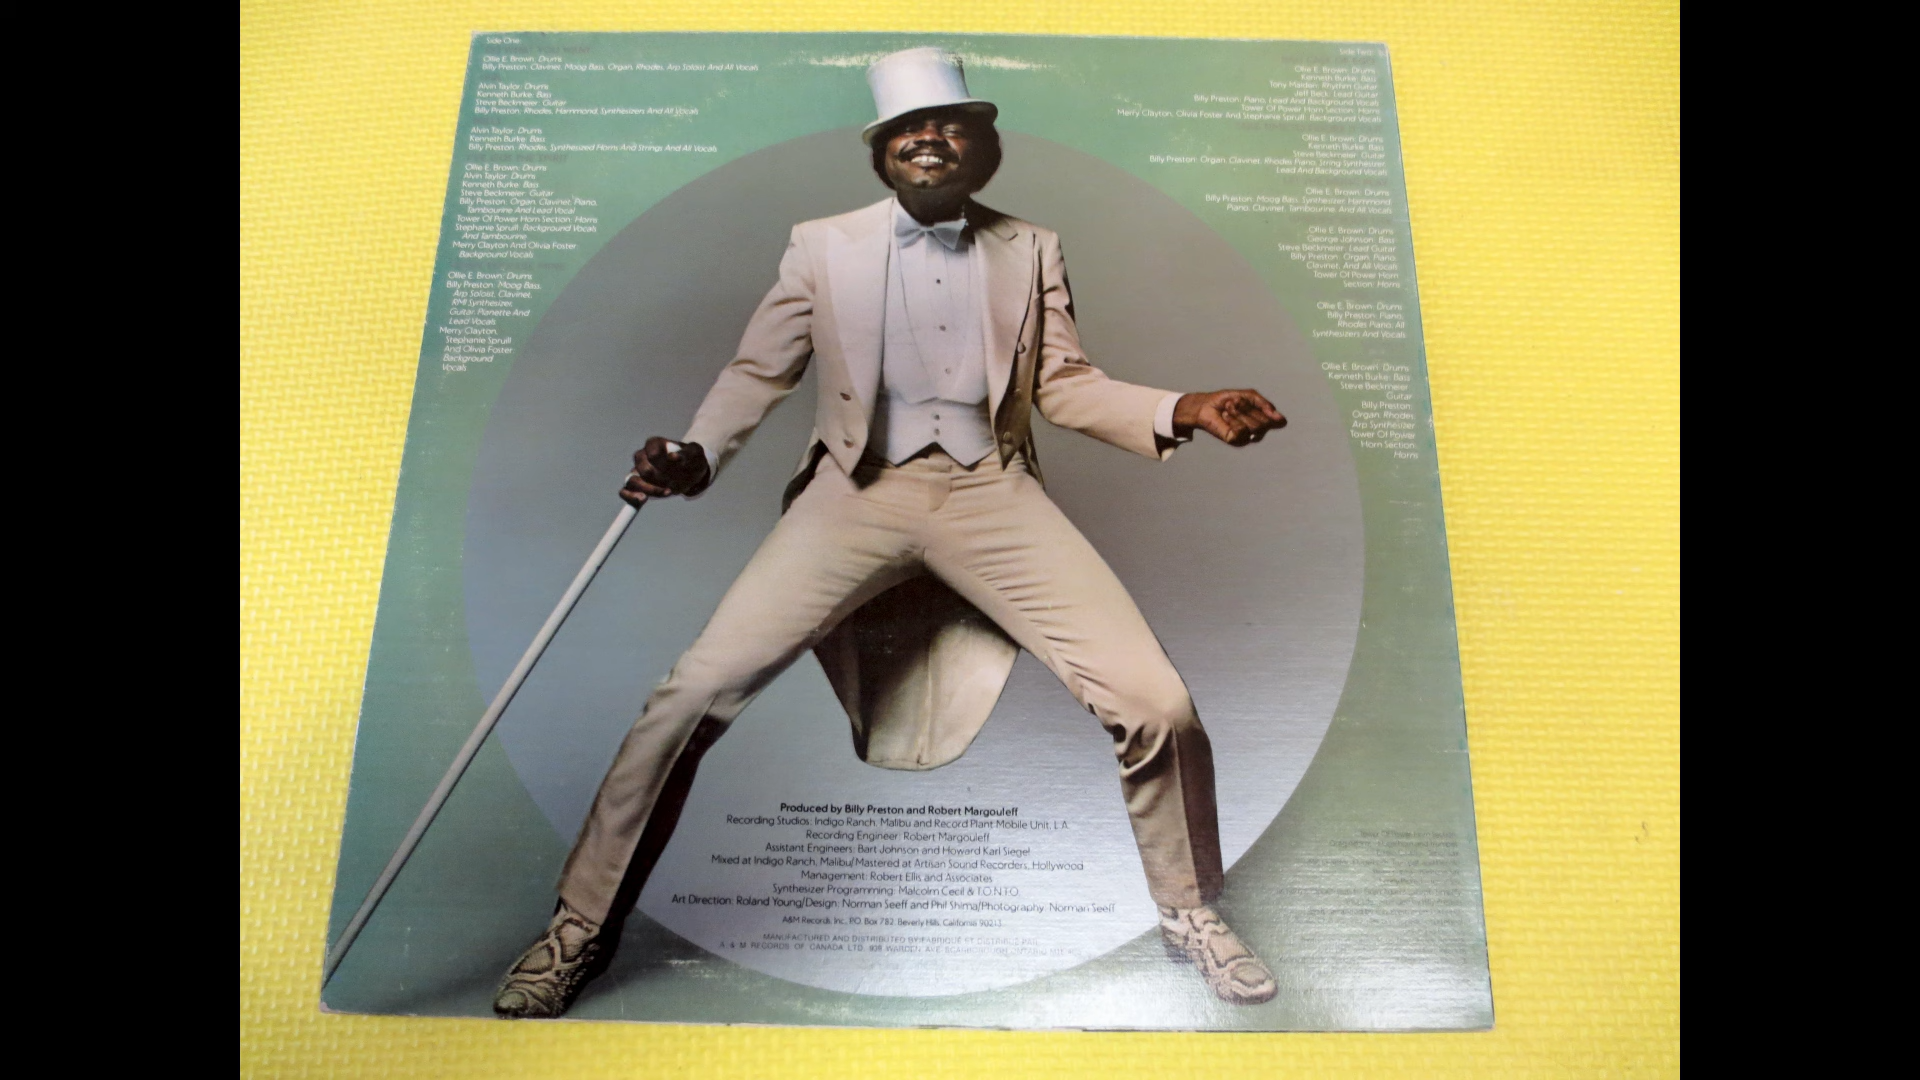 Side One:
Ollie E. Brown: Drums
Billy Preston: Clavinet, Moog Bass, Organ, Rhodes, Arp Soloist And All Vocals
Alvin Taylor: Drums
Kenneth Burke: Bass
Steve Beckmeier: Guitar
Billy Preston: Rhodes, Hammond, Synthesizers And All Vocals
Alvin Taylor: Drums
Kenneth Burke: Bass
Billy Preston: Rhodes, Synthesized Horns And Strings And All Vocals
Ollie E. Brown: Drums
Alvin Taylor: Drums
Kenneth Burke: Bass
Steve Beckmeier: Guitar
Billy Preston: Organ, Clavinet, Piano,
Tambourine And Lead Vocal
Tower Of Power Horn Section: Horns
Stephanie Spruill: Background Vocals
And Tambourine
Merry Clayton And Olivia Foster
Background Vocals
Ollie E. Brown: Drums
Billy Preston: Moog Bass,
Arp Soloist, Clavinet,
RMI Synthesizer,
Guitar, Pianette And
Lead Vocals
Merry Clayton,
Stephanie Spruill
And Olivia Foster:
Background
Vocals
Side Two:
Ollie E. Brown: Drums
Kenneth Burke: Bass
Tony Maiden: Rhythm Guitar
Jeff Beck: Lead Guitar
Billy Preston: Piano, Lead And Background Vocals
Tower Of Power Horn Section: Horns
Merry Clayton, Olivia Foster And Stephanie Spruill: Background Vocals
Ollie E. Brown: Drums
Kenneth Burke: Bass
Steve Beckmeier: Guitar
Billy Preston: Organ, Clavinet, Rhodes Piano, String Synthesizer,
Lead And Background Vocals
Ollie E. Brown: Drums
Billy Preston: Moog Bass, Synthesizer, Hammond,
Piano, Clavinet, Tambourine, And All Vocals
Ollie E. Brown: Drums
George Johnson: Bass
Steve Beckmeier: Lead Guitar
Billy Preston: Organ, Piano,
Clavinet, And All Vocals
Tower Of Power Horn
Section: Horns
Ollie E. Brown: Drums
Billy Preston: Piano,
Rhodes Piano, All
Synthesizers And Vocals
Ollie E. Brown: Drums
Kenneth Burke: Bass
Steve Beckmeier:
Guitar
Billy Preston:
Organ, Rhodes,
Arp Synthesizer
Tower Of Power
Horn Section:
Horns
Produced by Billy Preston and Robert Margouleff
Recording Studios: Indigo Ranch, Malibu and Record Plant Mobile Unit, L.A.
Recording Engineer: Robert Margouleff
Assistant Engineers: Bart Johnson and Howard Karl Siegel
Mixed at Indigo Ranch, Malibu/Mastered at Artisan Sound Recorders, Hollywood
Management: Robert Ellis and Associates
Synthesizer Programming: Malcolm Cecil & T.O.N.T.O.
Art Direction: Roland Young/Design: Norman Seeff and Phil Shima/Photography: Norman Seeff
A&M Records, Inc., P.O. Box 782, Beverly Hills, California 90213
MANUFACTURED AND DISTRIBUTED BY/FABRIQUÉ ET DISTRIBUÉ PAR
A & M RECORDS OF CANADA LTD. 939 WARDEN AVE.